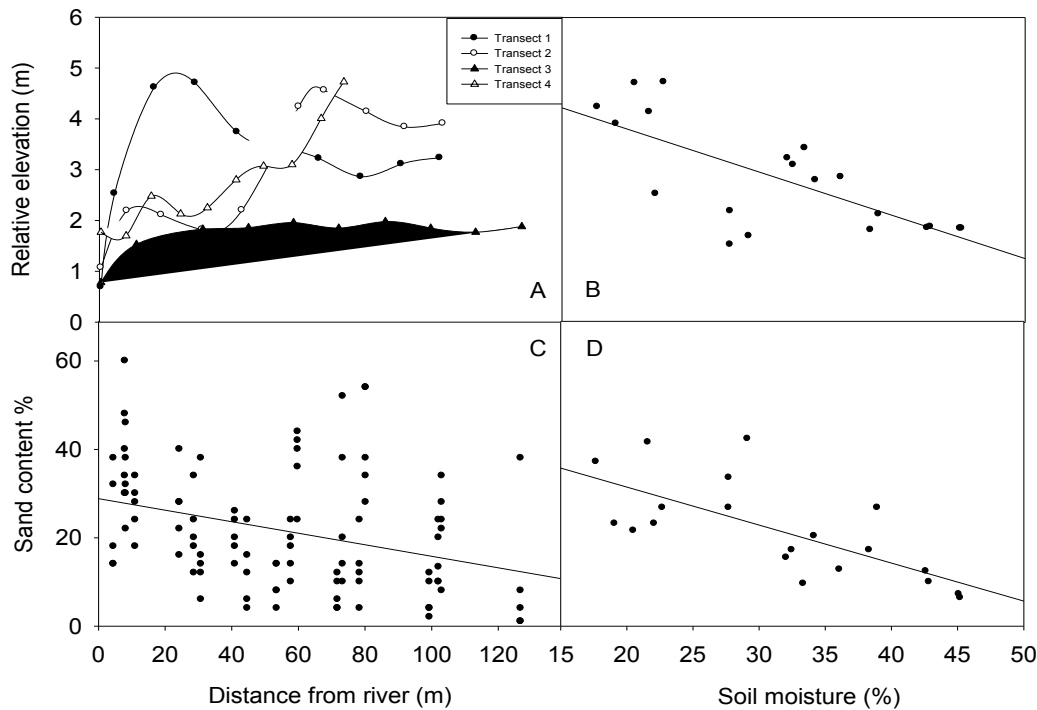 6
5
4
3
2
1
0
Relative elevation (m)
Transect 1
Transect 2
Transect 3
Transect 4
A
B
60
40
20
0
Sand content %
C
D
0 20 40 60 80 100 120
20 25 30 35 40 45 50
Distance from river (m)
Soil moisture (%)